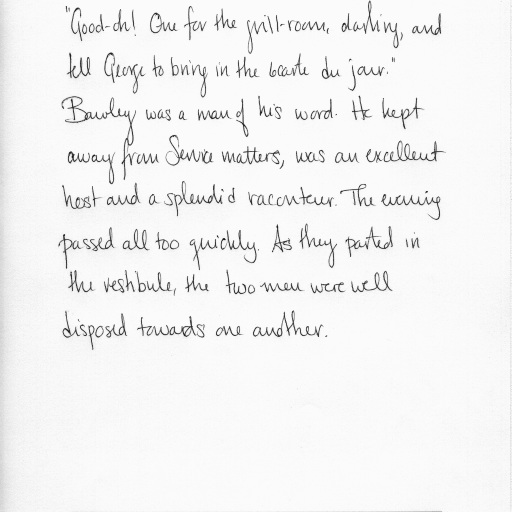 "Good-oh! One for the grill-room, darling, and
tell George to bring in the carte du jour."
Bawley was a man of his word. He kept
away from Service matters, was an excellent
host and a splendid raconteur. The evening
passed all too quickly. As they parted in
the vestibule, the two men were well
disposed towards one another.